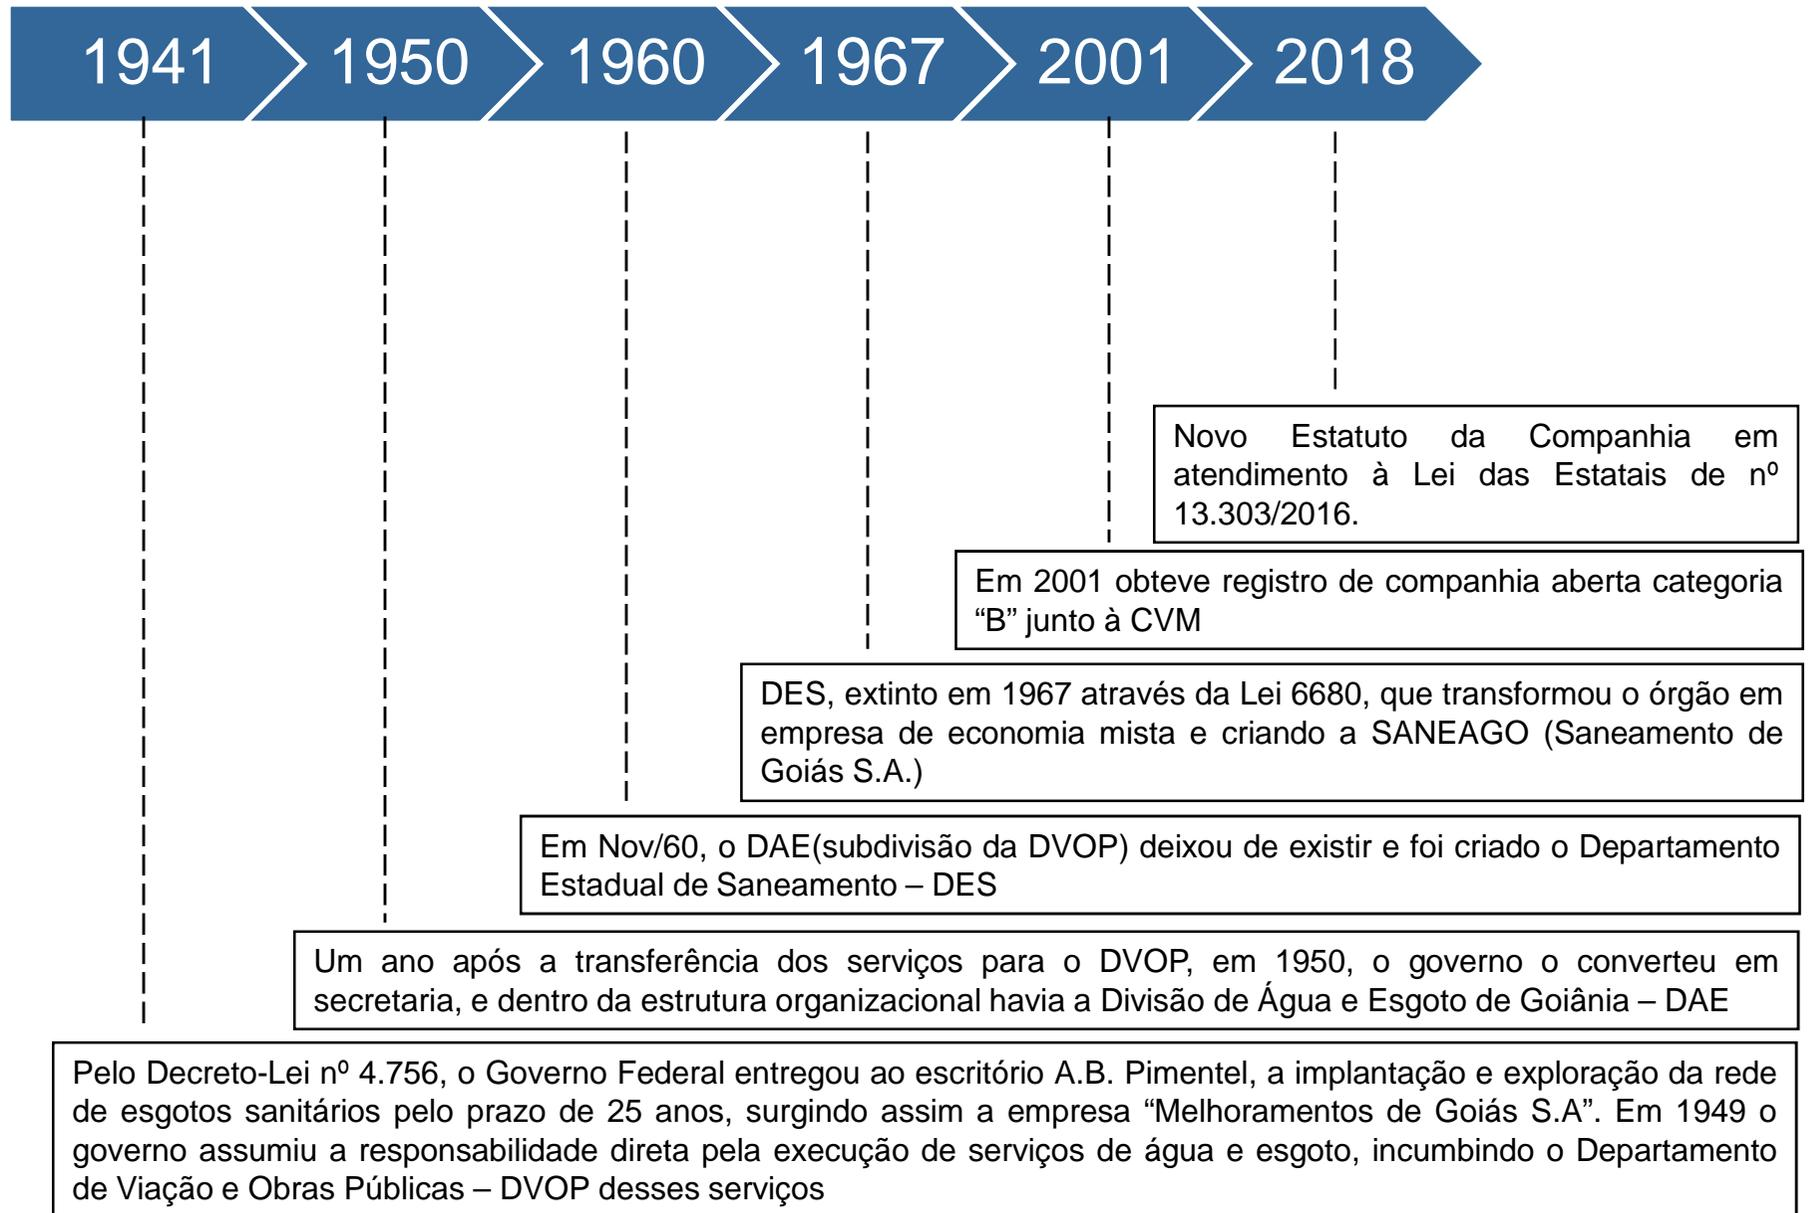 1941 1950 1960 1967 2001 2018
Novo Estatuto da Companhia em
atendimento à Lei das Estatais de nº
13.303/2016.
Em 2001 obteve registro de companhia aberta categoria
“B” junto à CVM
DES, extinto em 1967 através da Lei 6680, que transformou o órgão em
empresa de economia mista e criando a SANEAGO (Saneamento de
Goiás S.A.)
Em Nov/60, o DAE(subdivisão da DVOP) deixou de existir e foi criado o Departamento
Estadual de Saneamento – DES
Um ano após a transferência dos serviços para o DVOP, em 1950, o governo o converteu em
secretaria, e dentro da estrutura organizacional havia a Divisão de Água e Esgoto de Goiânia – DAE
Pelo Decreto-Lei nº 4.756, o Governo Federal entregou ao escritório A.B. Pimentel, a implantação e exploração da rede
de esgotos sanitários pelo prazo de 25 anos, surgindo assim a empresa “Melhoramentos de Goiás S.A”. Em 1949 o
governo assumiu a responsabilidade direta pela execução de serviços de água e esgoto, incumbindo o Departamento
de Viação e Obras Públicas – DVOP desses serviços